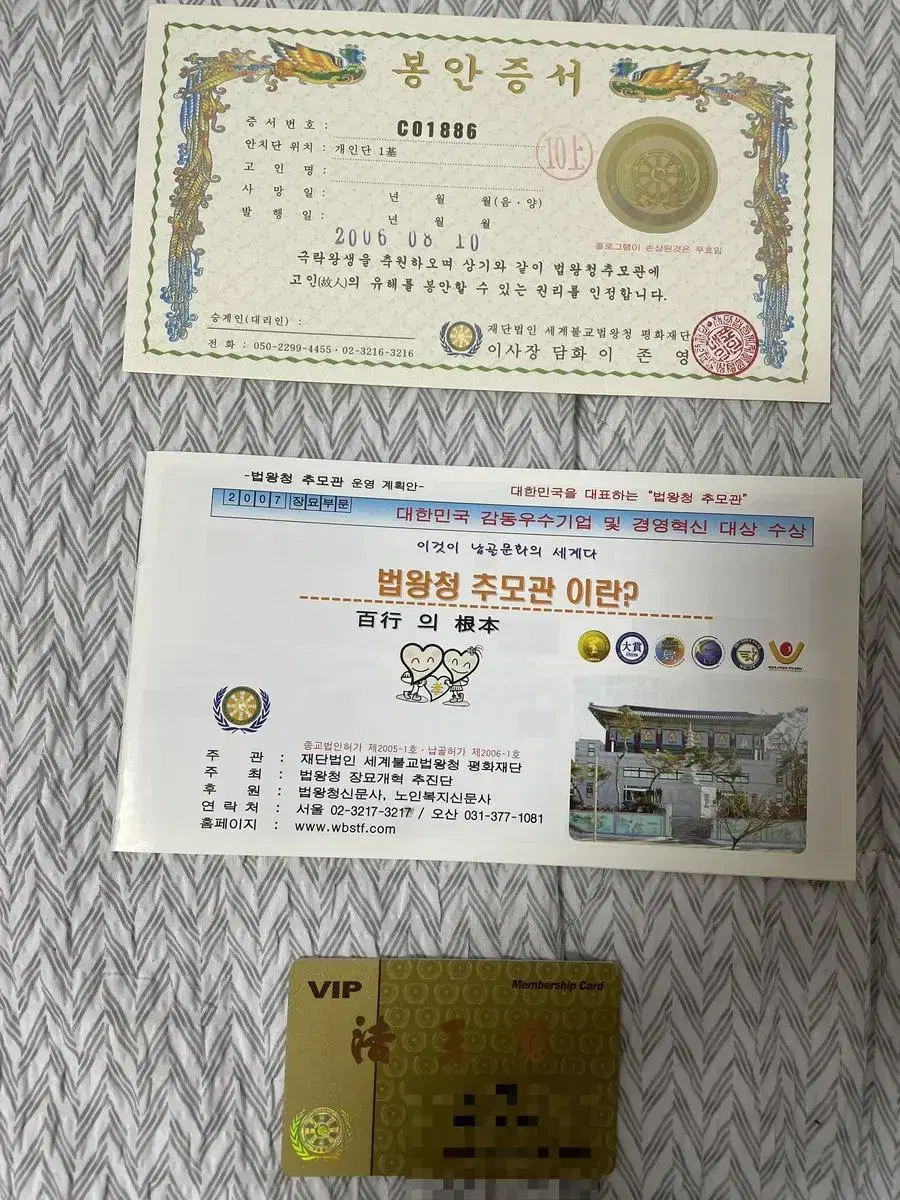 봉안증서
증서번호 : C01886
안치단 위치 : 개인단 1基
고인명 :
사망일 : 년 월 월(음·양)
발행일 : 년 월 월
2006 08 10
10上
홀로그램이 손상된것은 무효임
극락왕생을 축원하오며 상기와 같이 법왕청추모관에
고인(故人)의 유해를 봉안할 수 있는 권리를 인정합니다.
승계인(대리인) :
전화 : 050-2299-4455·02-3216-3216
재단법인 세계불교법왕청 평화재단
이사장 담화 이존영
-법왕청 추모관 운영 계획안-
대한민국을 대표하는 “법왕청 추모관”
2007 장묘부문
대한민국 감동우수기업 및 경영혁신 대상 수상
이것이 납골문화의 세계다
법왕청 추모관 이란?
百行 의 根本
大賞
孝
종교법인허가 제2005-1호·납골허가 제2006-1호
주관 : 재단법인 세계불교법왕청 평화재단
주최 : 법왕청 장묘개혁 추진단
후원 : 법왕청신문사, 노인복지신문사
연락처 : 서울 02-3217-3217 / 오산 031-377-1081
홈페이지 : www.wbstf.com
VIP
Membership Card
法王